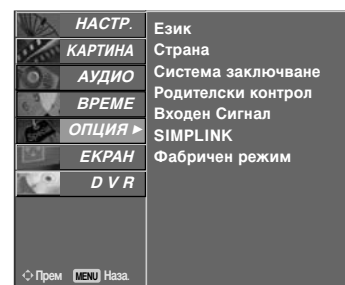 НАСТР.
КАРТИНА
АУДИО
ВРЕМЕ
ОПЦИЯ ►
ЕКРАН
D V R
Език
Страна
Система заключване
Родителски контрол
Входен Сигнал
SIMPLINK
Фабричен режим
Прем MENU Наза.